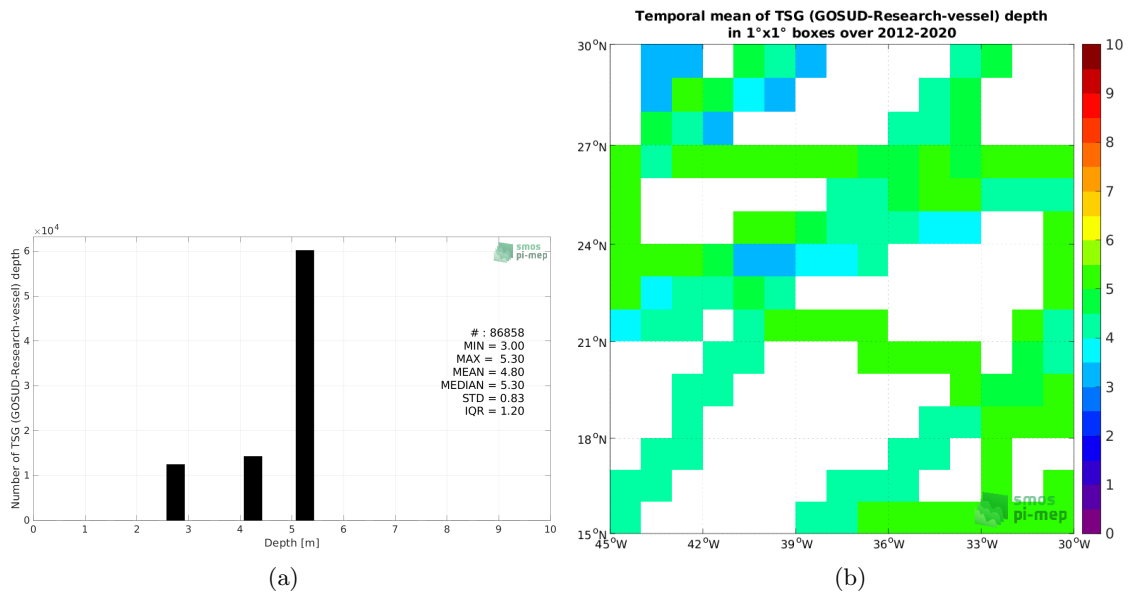 Temporal mean of TSG (GOSUD-Research-vessel) depth
in 1°x1° boxes over 2012-2020
×10⁴
Number of TSG (GOSUD-Research-vessel) depth
6
5
4
3
2
1
0
smos
pi-mep
# : 86858
MIN = 3.00
MAX = 5.30
MEAN = 4.80
MEDIAN = 5.30
STD = 0.83
IQR = 1.20
0 1 2 3 4 5 6 7 8 9 10
Depth [m]
(a)
30°N
27°N
24°N
21°N
18°N
15°N
45°W 42°W 39°W 36°W 33°W 30°W
smos
pi-mep
10
9
8
7
6
5
4
3
2
1
0
(b)